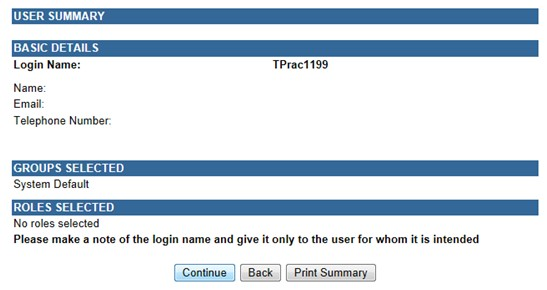 USER SUMMARY
BASIC DETAILS
Login Name: TPrac1199
Name:
Email:
Telephone Number:
GROUPS SELECTED
System Default
ROLES SELECTED
No roles selected
Please make a note of the login name and give it only to the user for whom it is intended
Continue Back Print Summary